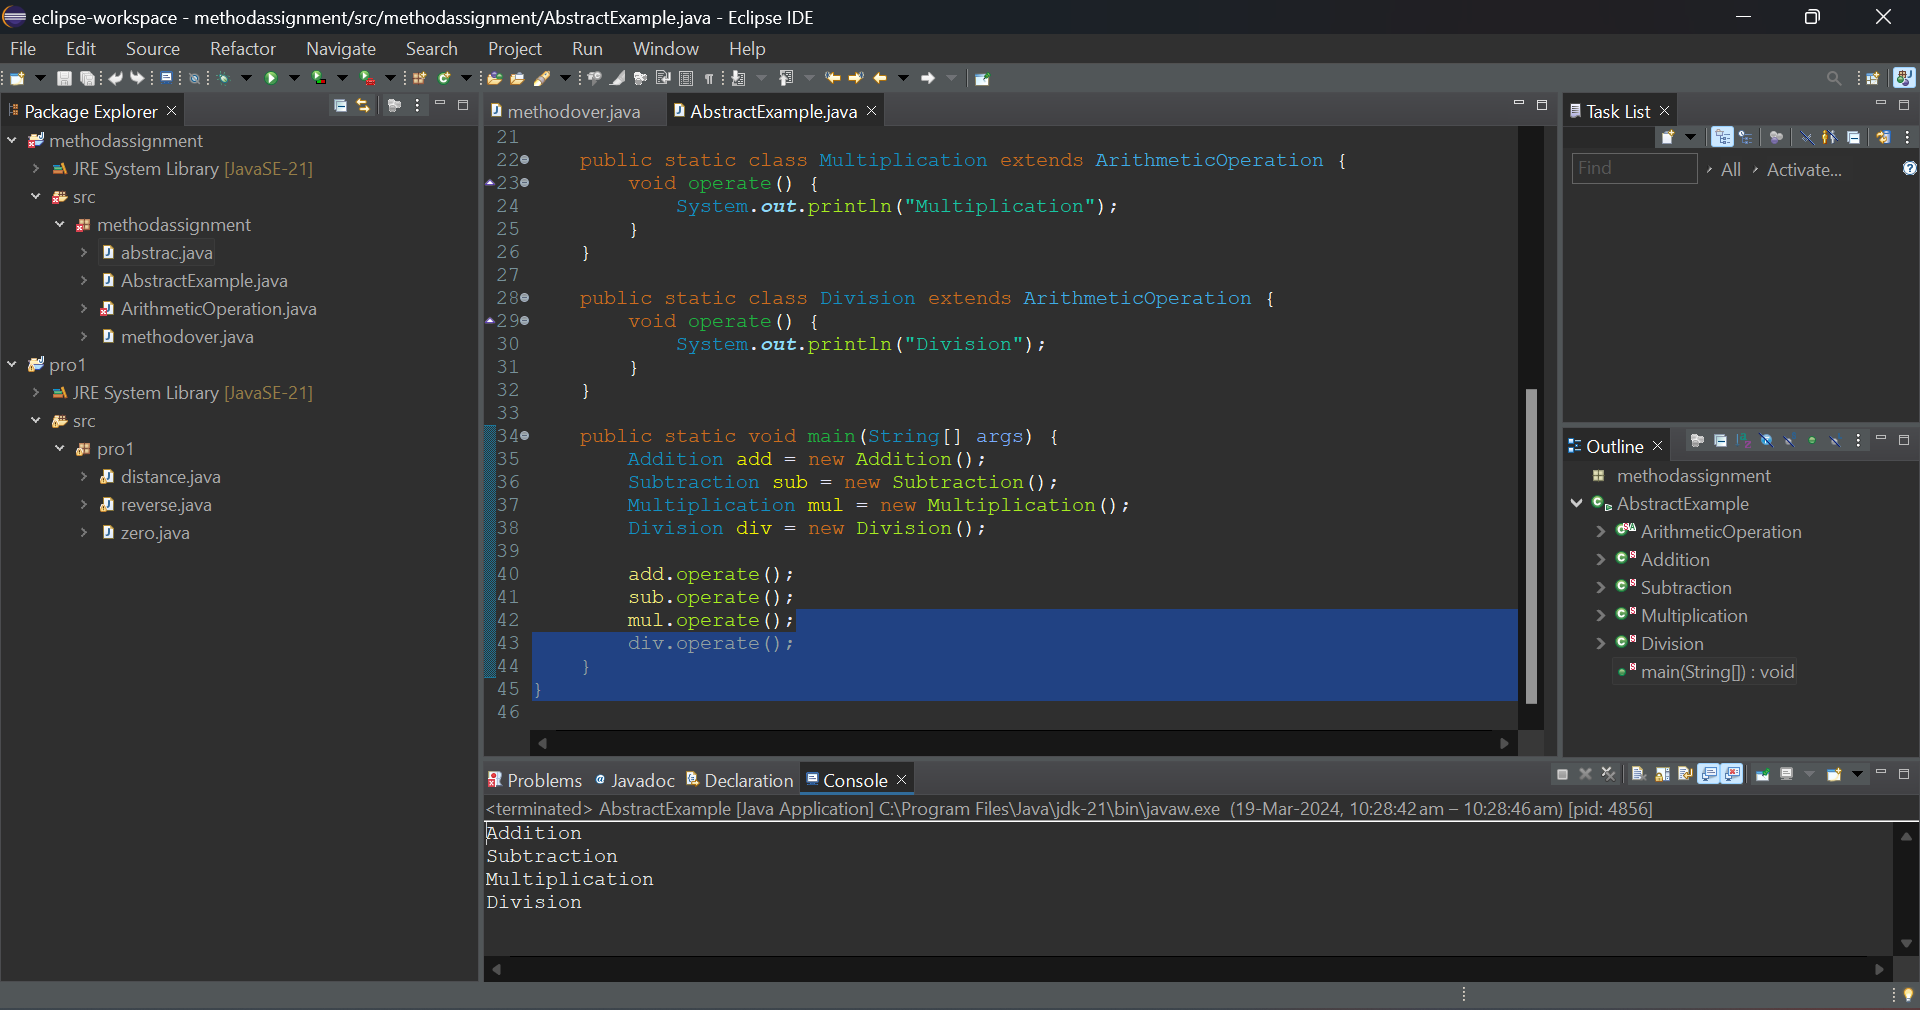 eclipse-workspace - methodassignment/src/methodassignment/AbstractExample.java - Eclipse IDE
File Edit Source Refactor Navigate Search Project Run Window Help
Package Explorer
methodassignment
JRE System Library [JavaSE-21]
src
methodassignment
abstrac.java
AbstractExample.java
ArithmeticOperation.java
methodover.java
pro1
JRE System Library [JavaSE-21]
src
pro1
distance.java
reverse.java
zero.java
methodover.java AbstractExample.java
21
22 public static class Multiplication extends ArithmeticOperation {
23 void operate() {
24 System.out.println("Multiplication");
25 }
26 }
27
28 public static class Division extends ArithmeticOperation {
29 void operate() {
30 System.out.println("Division");
31 }
32 }
33
34 public static void main(String[] args) {
35 Addition add = new Addition();
36 Subtraction sub = new Subtraction();
37 Multiplication mul = new Multiplication();
38 Division div = new Division();
39
40 add.operate();
41 sub.operate();
42 mul.operate();
43 div.operate();
44 }
45 }
46
Task List
Find All Activate...
Outline
methodassignment
AbstractExample
ArithmeticOperation
Addition
Subtraction
Multiplication
Division
main(String[]) : void
Problems Javadoc Declaration Console
<terminated> AbstractExample [Java Application] C:\Program Files\Java\jdk-21\bin\javaw.exe (19-Mar-2024, 10:28:42 am – 10:28:46 am) [pid: 4856]
Addition
Subtraction
Multiplication
Division